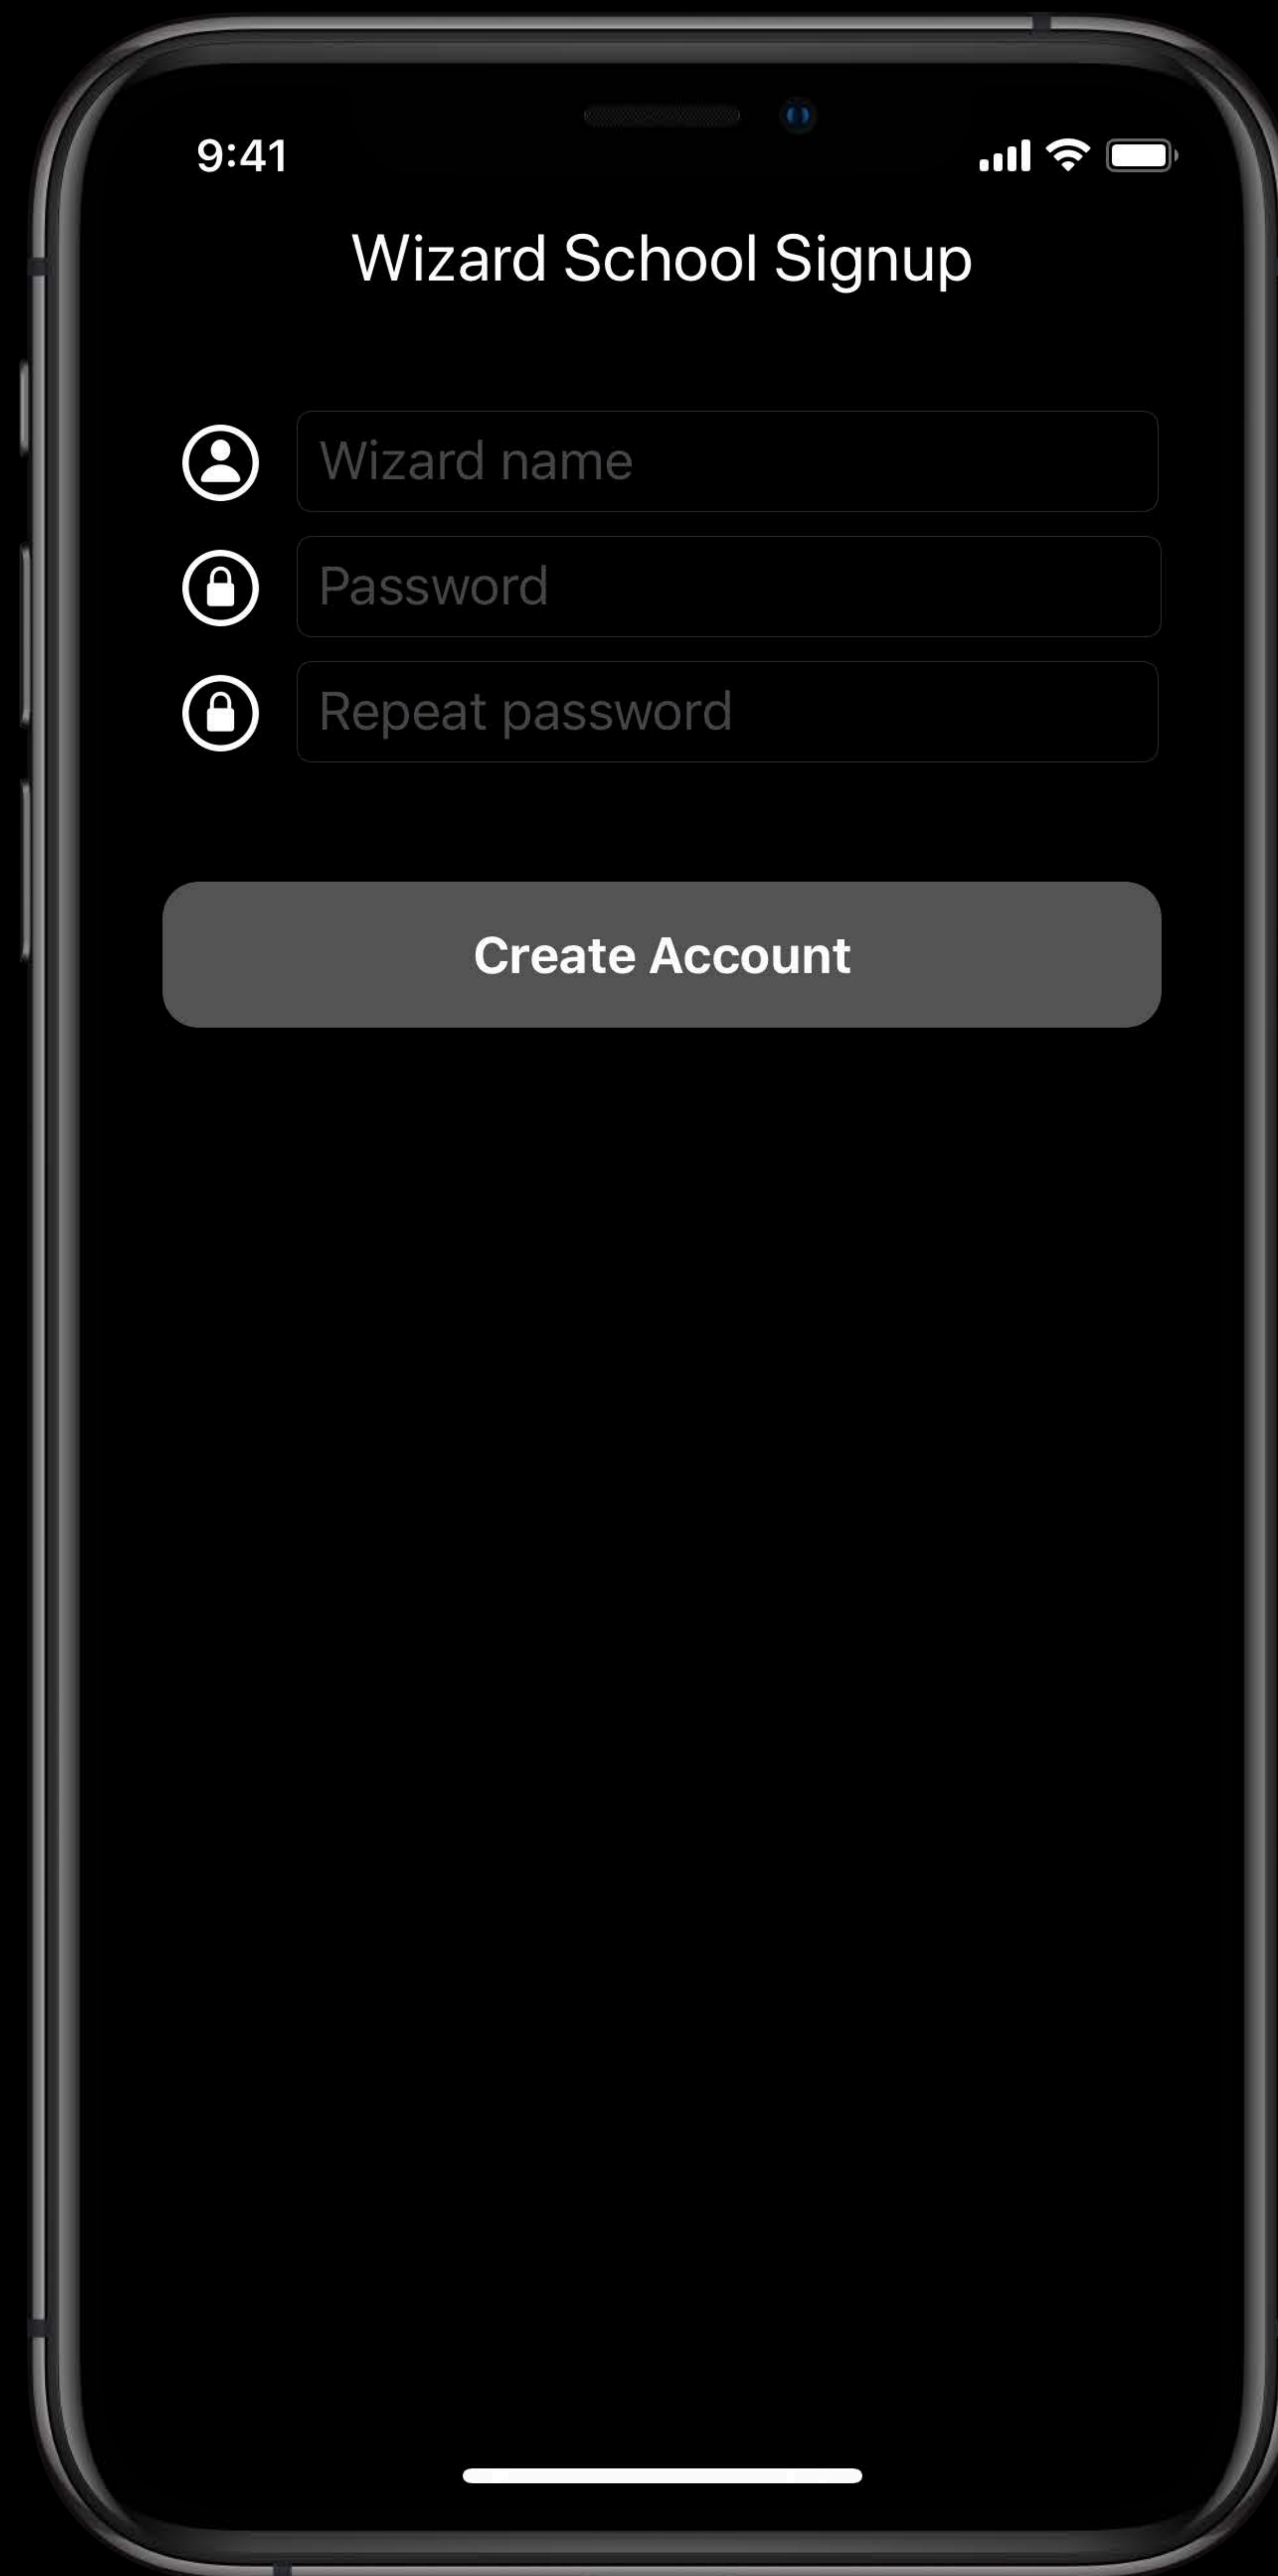 9:41
Wizard School Signup
Wizard name
Password
Repeat password
Create Account